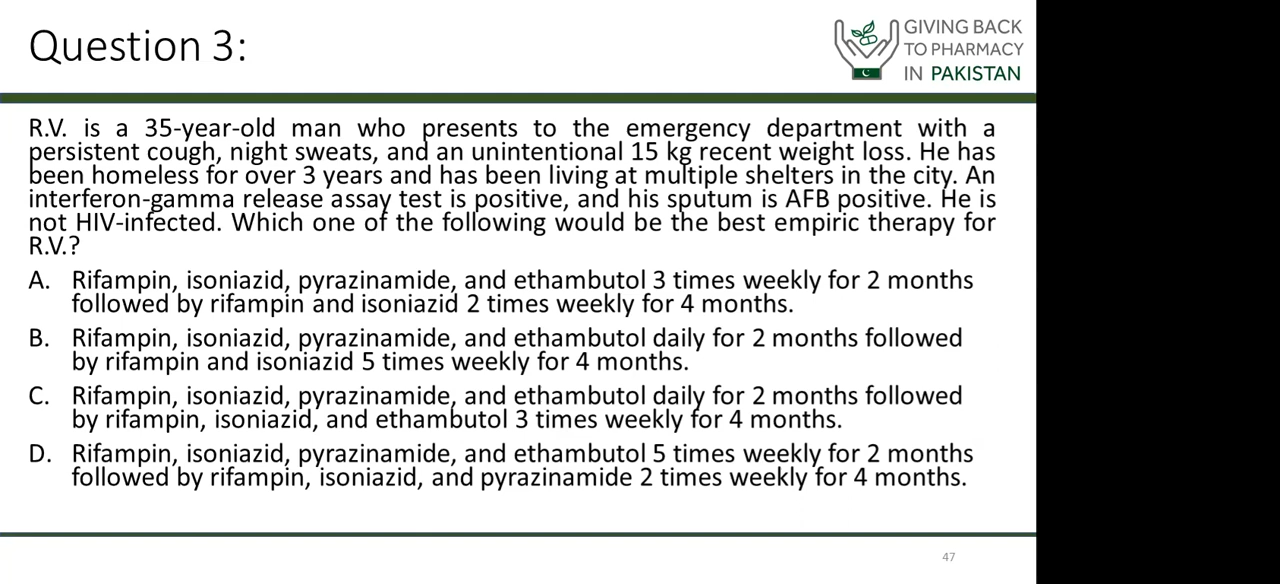 Question 3:
GIVING BACK
TO PHARMACY
IN PAKISTAN
R.V. is a 35-year-old man who presents to the emergency department with a
persistent cough, night sweats, and an unintentional 15 kg recent weight loss. He has
been homeless for over 3 years and has been living at multiple shelters in the city. An
interferon-gamma release assay test is positive, and his sputum is AFB positive. He is
not HIV-infected. Which one of the following would be the best empiric therapy for
R.V.?
A. Rifampin, isoniazid, pyrazinamide, and ethambutol 3 times weekly for 2 months
followed by rifampin and isoniazid 2 times weekly for 4 months.
B. Rifampin, isoniazid, pyrazinamide, and ethambutol daily for 2 months followed
by rifampin and isoniazid 5 times weekly for 4 months.
C. Rifampin, isoniazid, pyrazinamide, and ethambutol daily for 2 months followed
by rifampin, isoniazid, and ethambutol 3 times weekly for 4 months.
D. Rifampin, isoniazid, pyrazinamide, and ethambutol 5 times weekly for 2 months
followed by rifampin, isoniazid, and pyrazinamide 2 times weekly for 4 months.
47